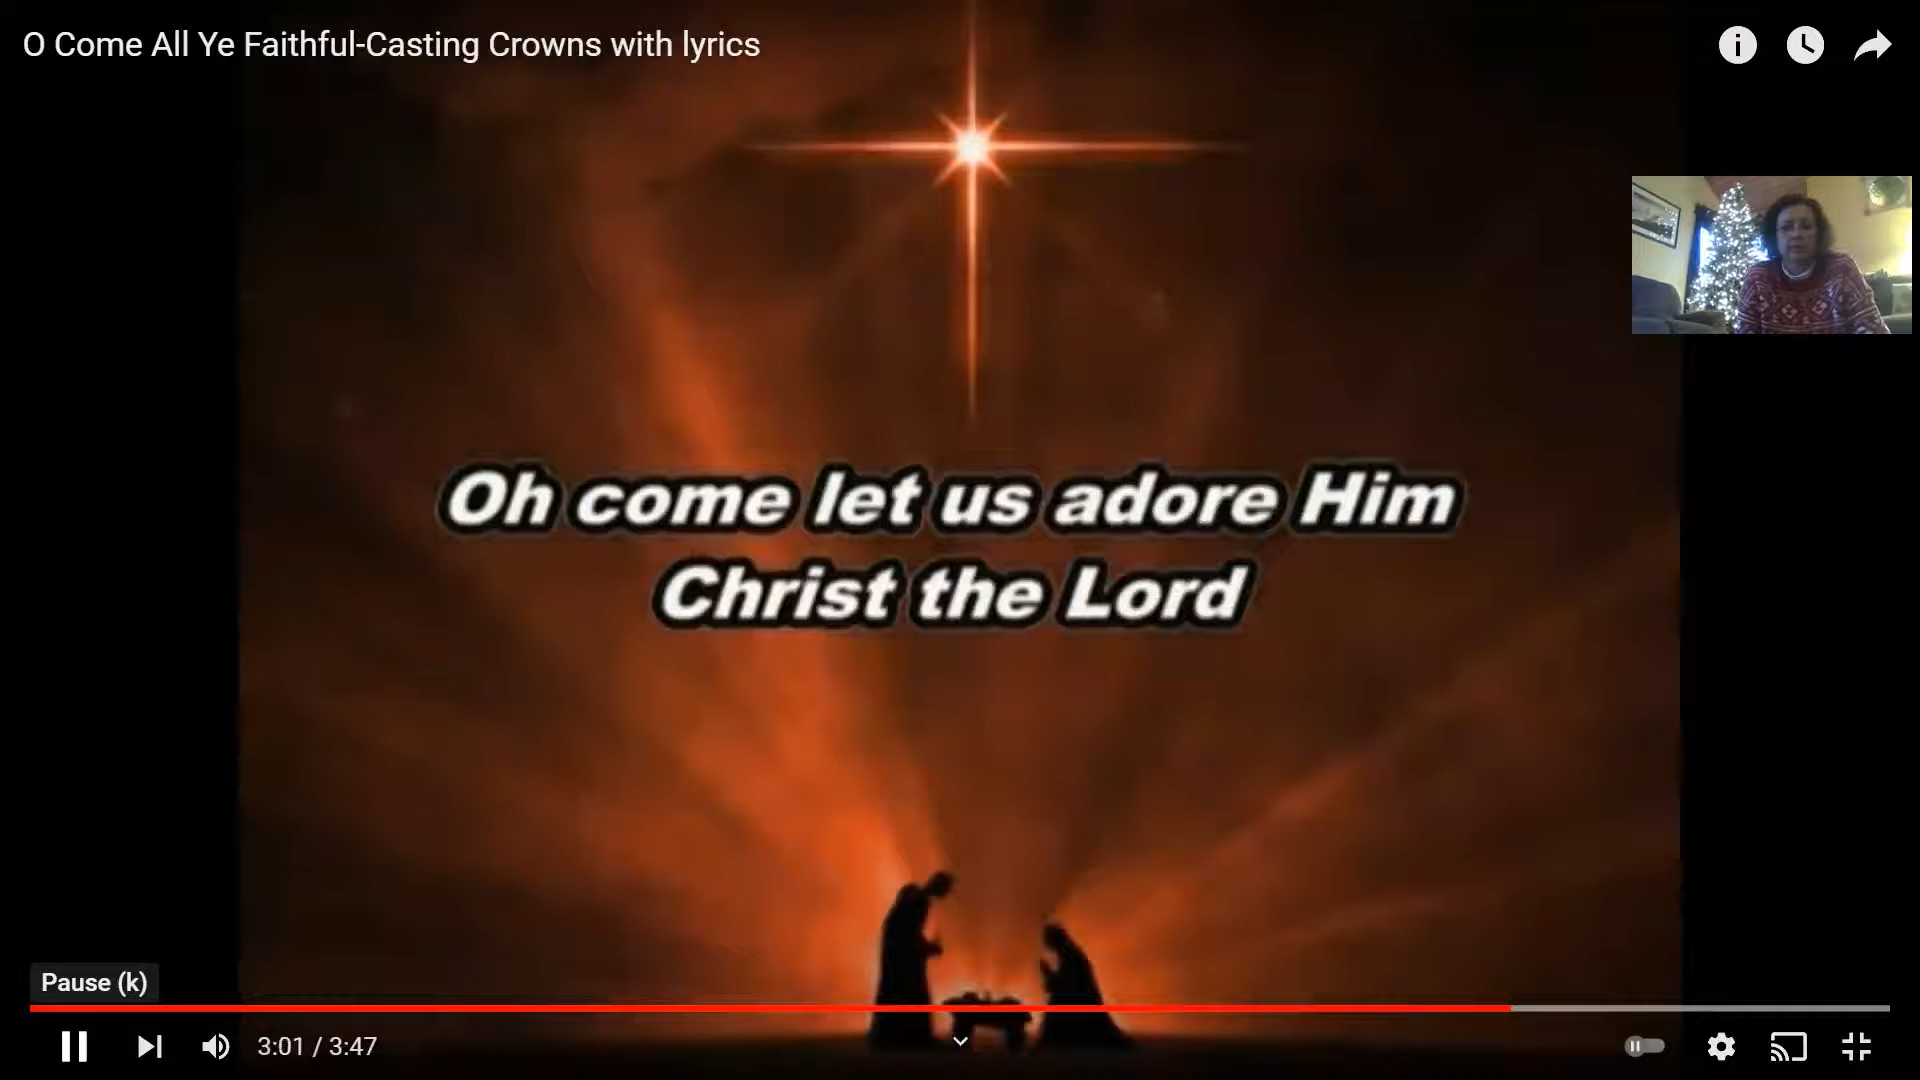 O Come All Ye Faithful-Casting Crowns with lyrics
Oh come let us adore Him
Christ the Lord
Pause (k)
3:01 / 3:47